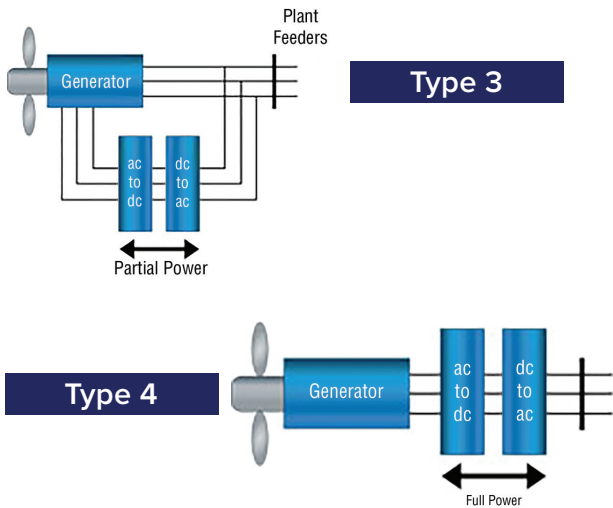 Plant
Feeders
Generator
Type 3
ac
to
dc
dc
to
ac
Partial Power
Type 4
Generator
ac
to
dc
dc
to
ac
Full Power